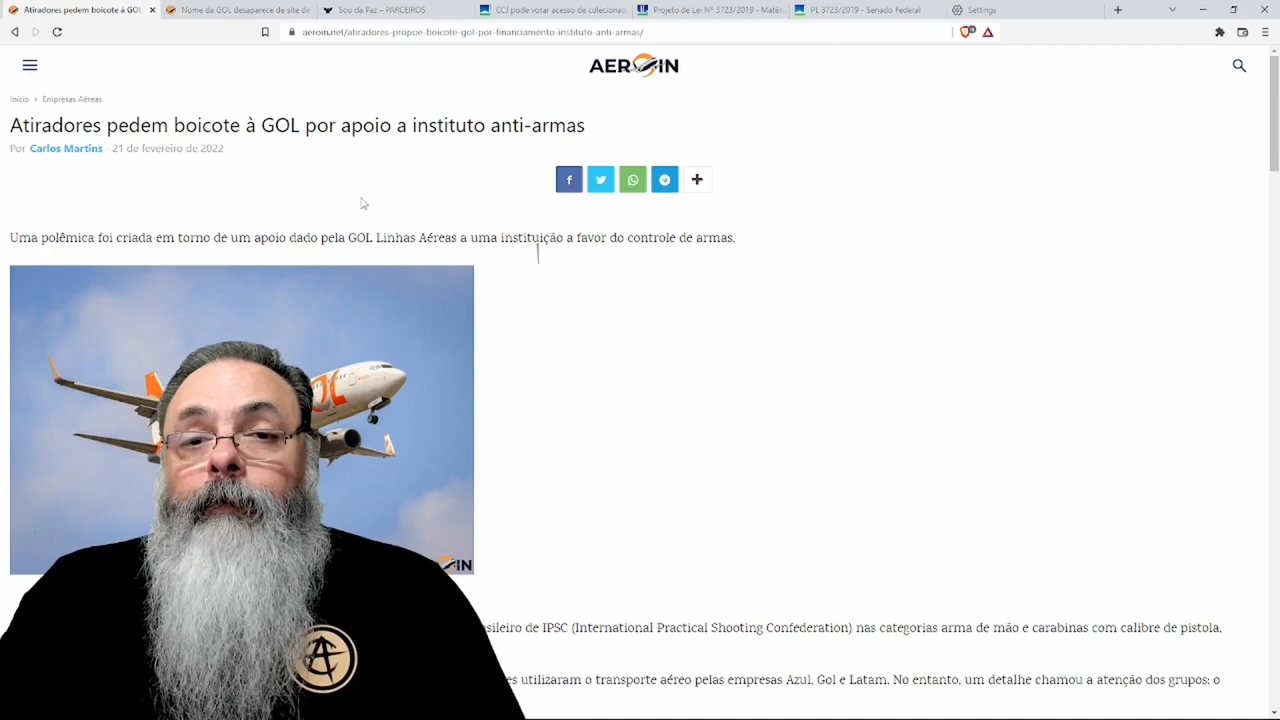 Atiradores pedem boicote à GOL
Nome da GOL desaparece de site de
Sou da Paz – PARCEIROS
CCJ pode votar acesso de colecionad
Projeto de Lei Nº 3723/2019 - Matér
PL 3723/2019 - Senado Federal
Settings
aeroin.net/atiradores-propoe-boicote-gol-por-financiamento-instituto-anti-armas/
AEROIN
Início > Empresas Aéreas
Atiradores pedem boicote à GOL por apoio a instituto anti-armas
Por Carlos Martins - 21 de fevereiro de 2022
Uma polêmica foi criada em torno de um apoio dado pela GOL Linhas Aéreas a uma instituição a favor do controle de armas.
GOL
IN
sileiro de IPSC (International Practical Shooting Confederation) nas categorias arma de mão e carabinas com calibre de pistola,
es utilizaram o transporte aéreo pelas empresas Azul, Gol e Latam. No entanto, um detalhe chamou a atenção dos grupos: o